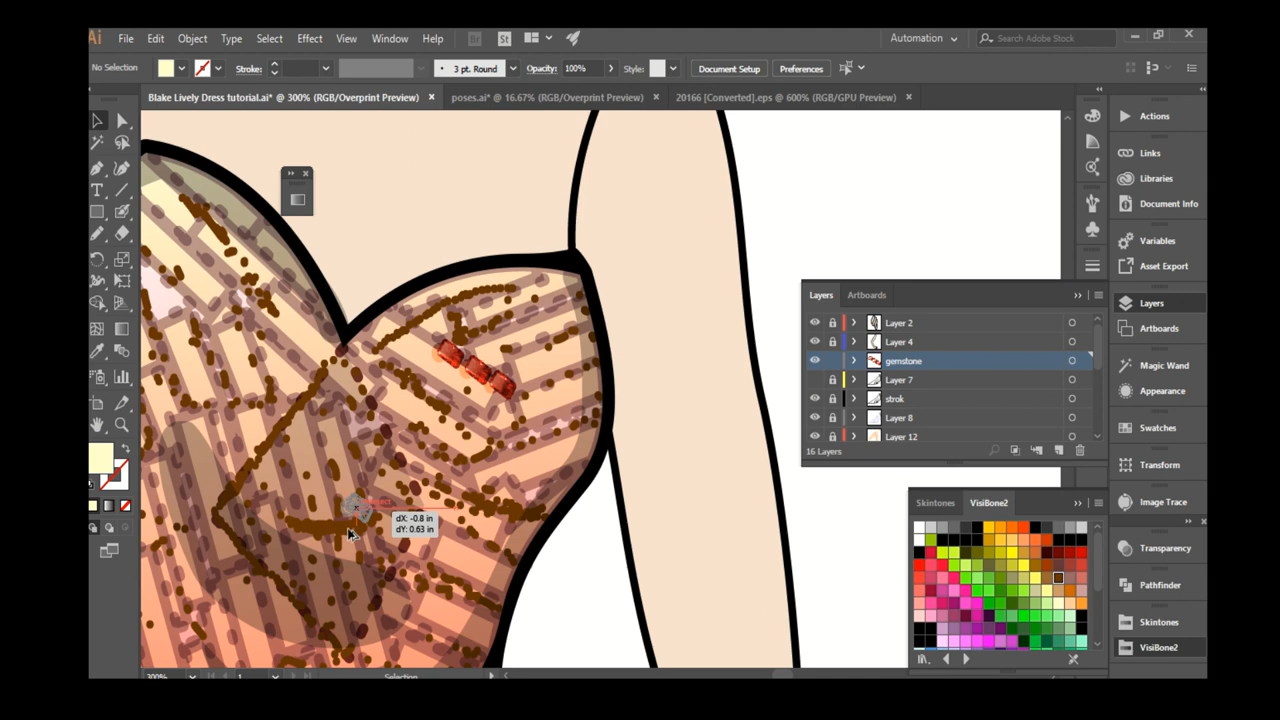 Ai File Edit Object Type Select Effect View Window Help Br St Automation Search Adobe Stock
No Selection Stroke: 3 pt. Round Opacity: 100% Style: Document Setup Preferences
Blake Lively Dress tutorial.ai* @ 300% (RGB/Overprint Preview) × poses.ai* @ 16.67% (RGB/Overprint Preview) × 20166 [Converted].eps @ 600% (RGB/GPU Preview) ×
Actions
Links
Libraries
Document Info
Variables
Asset Export
Layers
Artboards
Magic Wand
Appearance
Swatches
Transform
Image Trace
Transparency
Pathfinder
Skintones
VisiBone2
Layers Artboards
Layer 2
Layer 4
gemstone
Layer 7
strok
Layer 8
Layer 12
16 Layers
Skintones VisiBone2
dX: -0.8 in
dY: 0.63 in
300% 1 Selection